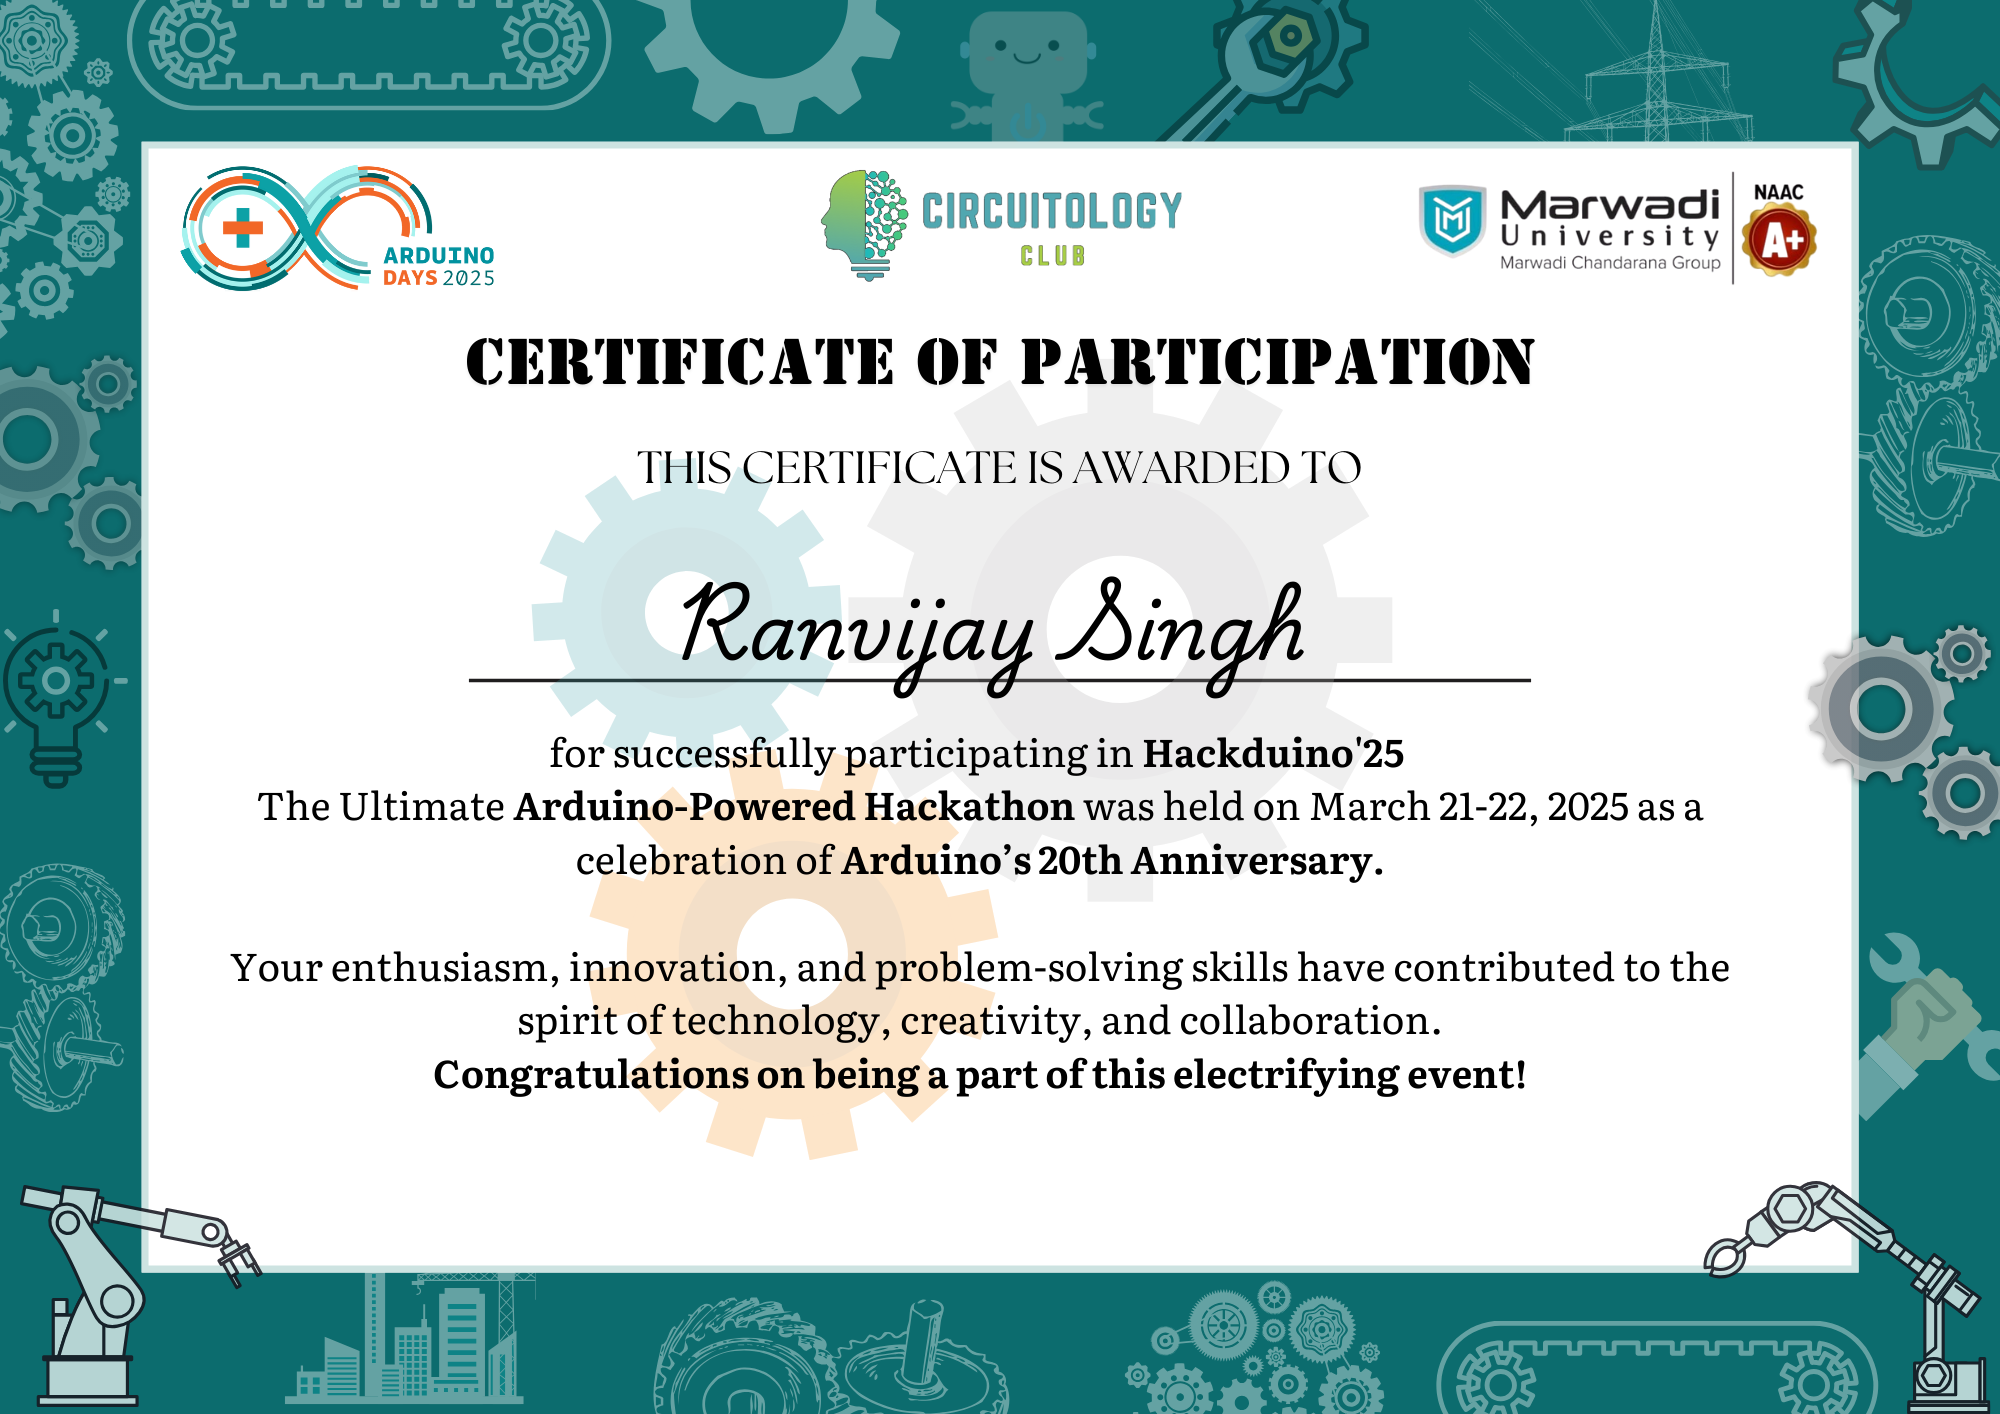 ARDUINO
DAYS 2025
CIRCUITOLOGY
CLUB
Marwadi
University
Marwadi Chandarana Group
NAAC
A+
CERTIFICATE OF PARTICIPATION
THIS CERTIFICATE IS AWARDED TO
Ranvijay Singh
for successfully participating in Hackduino'25
The Ultimate Arduino-Powered Hackathon was held on March 21-22, 2025 as a
celebration of Arduino’s 20th Anniversary.
Your enthusiasm, innovation, and problem-solving skills have contributed to the
spirit of technology, creativity, and collaboration.
Congratulations on being a part of this electrifying event!